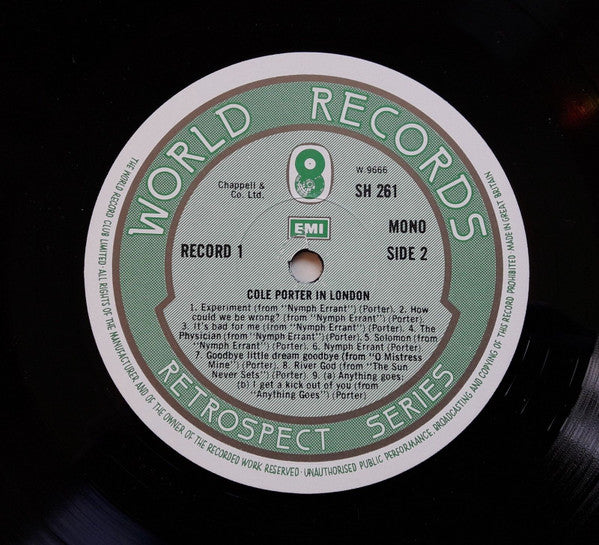 WORLD RECORDS
8
Chappell &
Co. Ltd.
W 9666
SH 261
EMI
MONO
RECORD 1
SIDE 2
COLE PORTER IN LONDON
1. Experiment (from "Nymph Errant") (Porter). 2. How
could we be wrong? (from "Nymph Errant") (Porter).
3. It's bad for me (from "Nymph Errant") (Porter). 4. The
Physician (from "Nymph Errant") (Porter). 5. Solomon (from
"Nymph Errant") (Porter). 6. Nymph Errant (Porter)
7. Goodbye little dream goodbye (from "O Mistress
Mine") (Porter). 8. River God (from "The Sun
Never Sets") (Porter) 9. (a) Anything goes;
(b) I get a kick out of you (from
"Anything Goes") (Porter)
RETROSPECT SERIES
THE WORLD RECORD CLUB LIMITED · ALL RIGHTS OF THE MANUFACTURER AND OF THE OWNER OF THE RECORDED WORK RESERVED · UNAUTHORISED PUBLIC PERFORMANCE, BROADCASTING AND COPYING OF THIS RECORD PROHIBITED · MADE IN GREAT BRITAIN